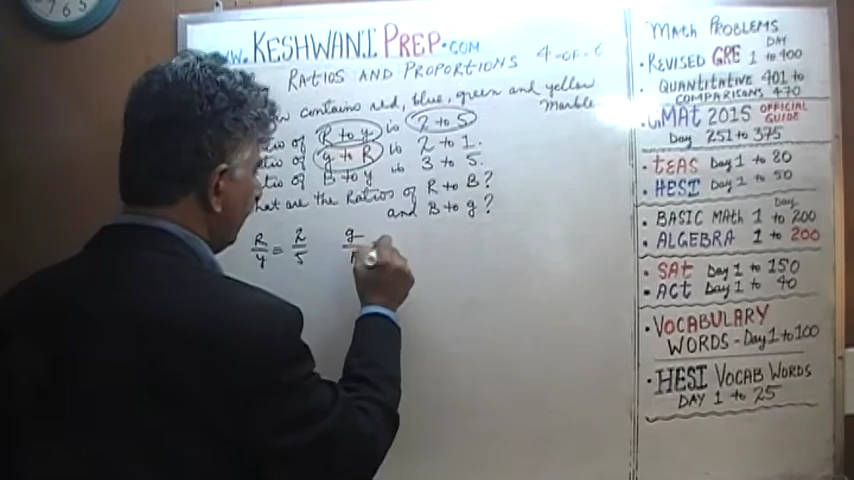 WWW.KESHWANI PREP.COM
4-OF-6
RATIOS AND PROPORTIONS
contains red, blue, green and yellow
Marble
of R to y is 2 to 5
of g to R is 2 to 1.
of B to y is 3 to 5.
hat are the Ratios of R to B?
and B to g?
R/y = 2/5
g
MATH PROBLEMS
DAY
• REVISED GRE 1 to 400
• QUANTITATIVE 401 to
COMPARISONS 470
• GMAT 2015 OFFICIAL
GUIDE
Day 251 to 375
• TEAS Day 1 to 80
• HESI Day 1 to 50
Day
• BASIC MATH 1 to 200
• ALGEBRA 1 to 200
• SAt Day 1 to 150
• ACt Day 1 to 40
• VOCABULARY
WORDS - Day 1 to 100
• HESI VOCAB WORDS
DAY 1 to 25
7
6
5